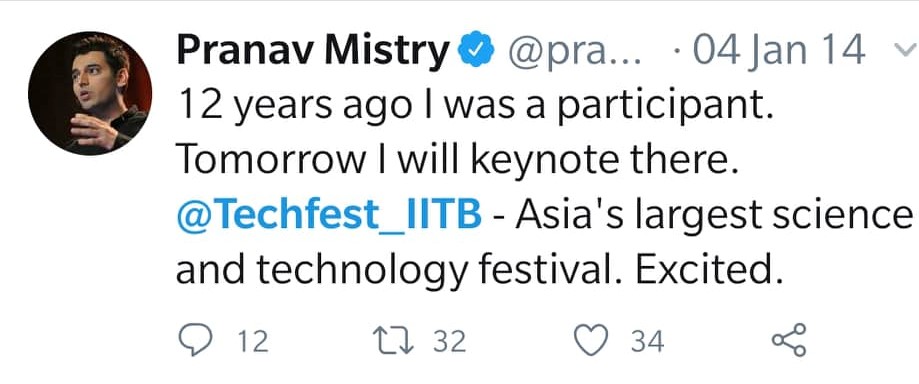 Pranav Mistry @pra... · 04 Jan 14
12 years ago I was a participant.
Tomorrow I will keynote there.
@Techfest_IITB - Asia's largest science
and technology festival. Excited.
12 32 34